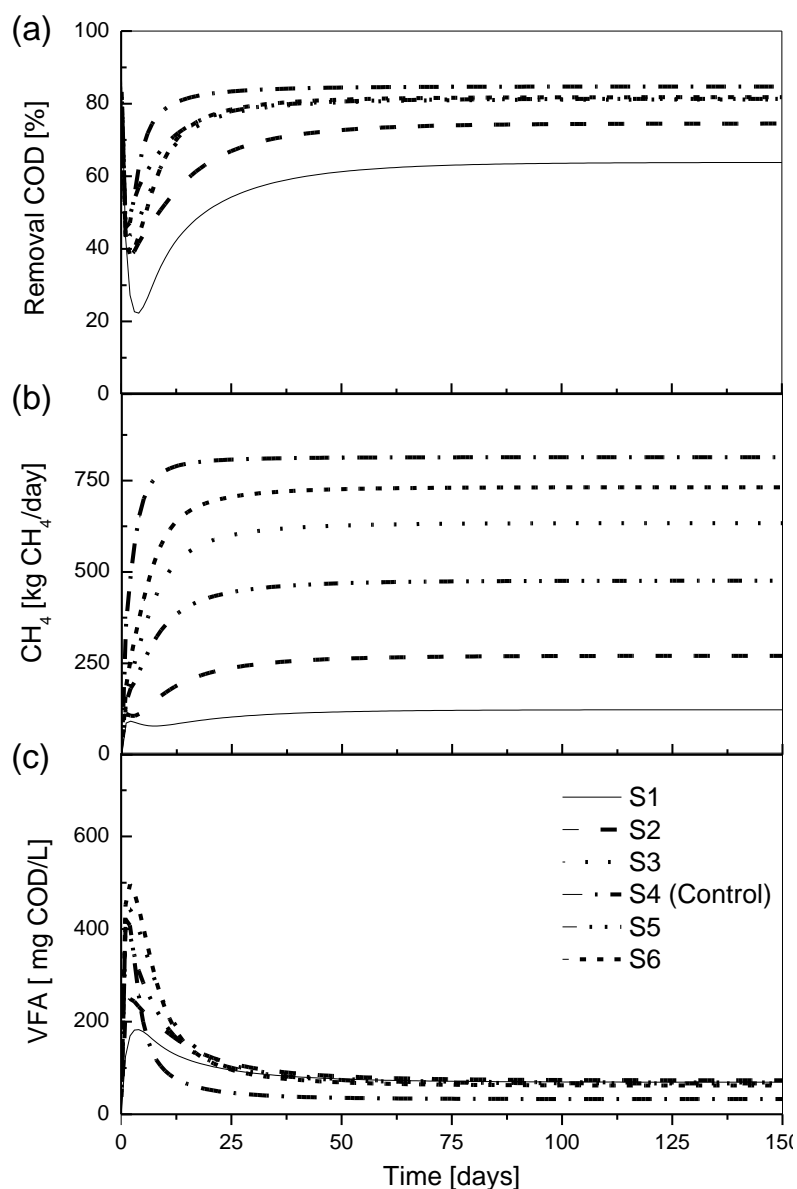 (a)
100
80
60
40
20
0
Removal COD [%]
(b)
750
500
250
0
CH₄ [kg CH₄/day]
(c)
600
400
200
0
VFA [ mg COD/L]
S1
S2
S3
S4 (Control)
S5
S6
0 25 50 75 100 125 150
Time [days]